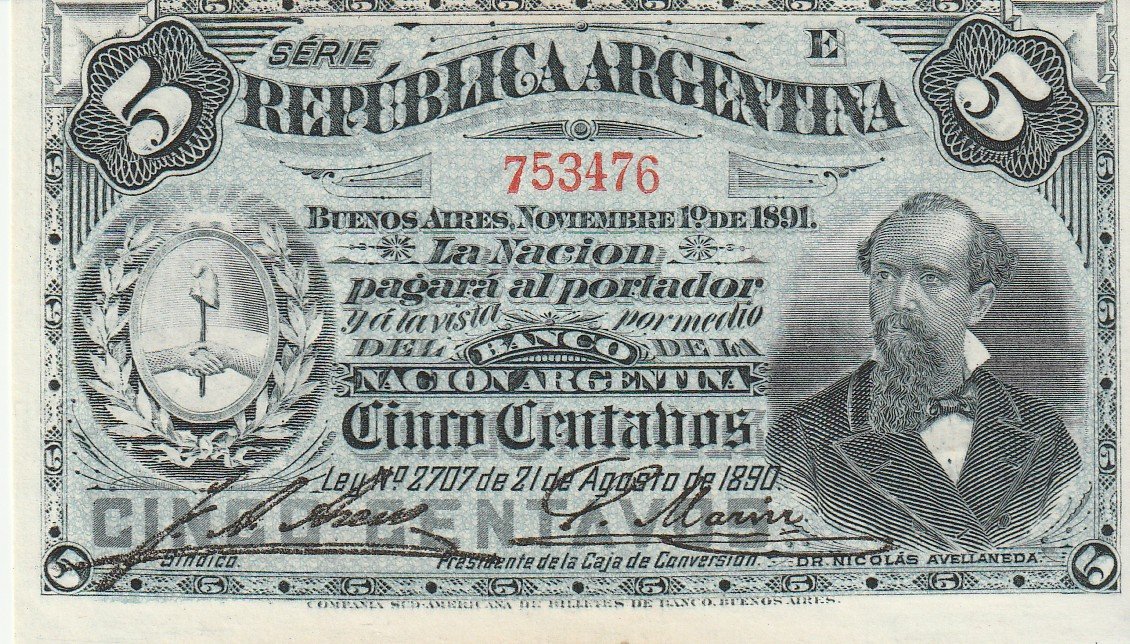 5 SÉRIE E 5
REPÚBLICA ARGENTINA
753476
BUENOS AIRES, NOVIEMBRE 1º. DE 1891.
La Nacion
pagará al portador
y á la vista por medio
DEL BANCO DE LA
NACION ARGENTINA
Cinco Centavos
Ley Nº 2707 de 21 de Agosto de 1890
CINCO CENTAVOS
Síndico. Presidente de la Caja de Conversión. DR. NICOLÁS AVELLANEDA
5 5
COMPAÑIA SUD-AMERICANA DE BILLETES DE BANCO, BUENOS AIRES.